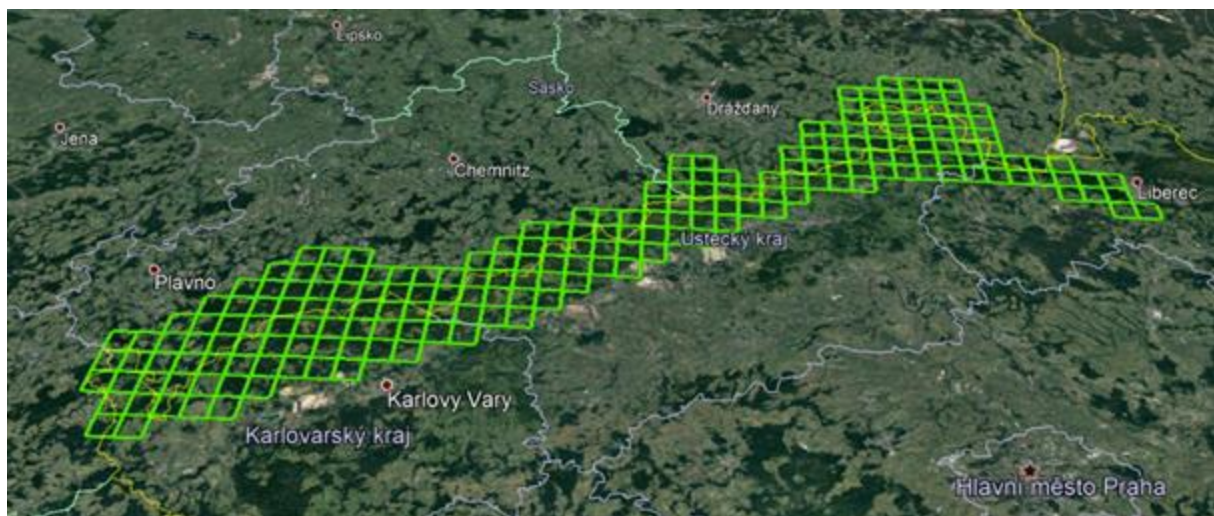 Lipsko
Sasko
Drážďany
Jena
Chemnitz
Liberec
Ústecký kraj
Plavno
Karlovy Vary
Karlovarský kraj
Hlavní město Praha